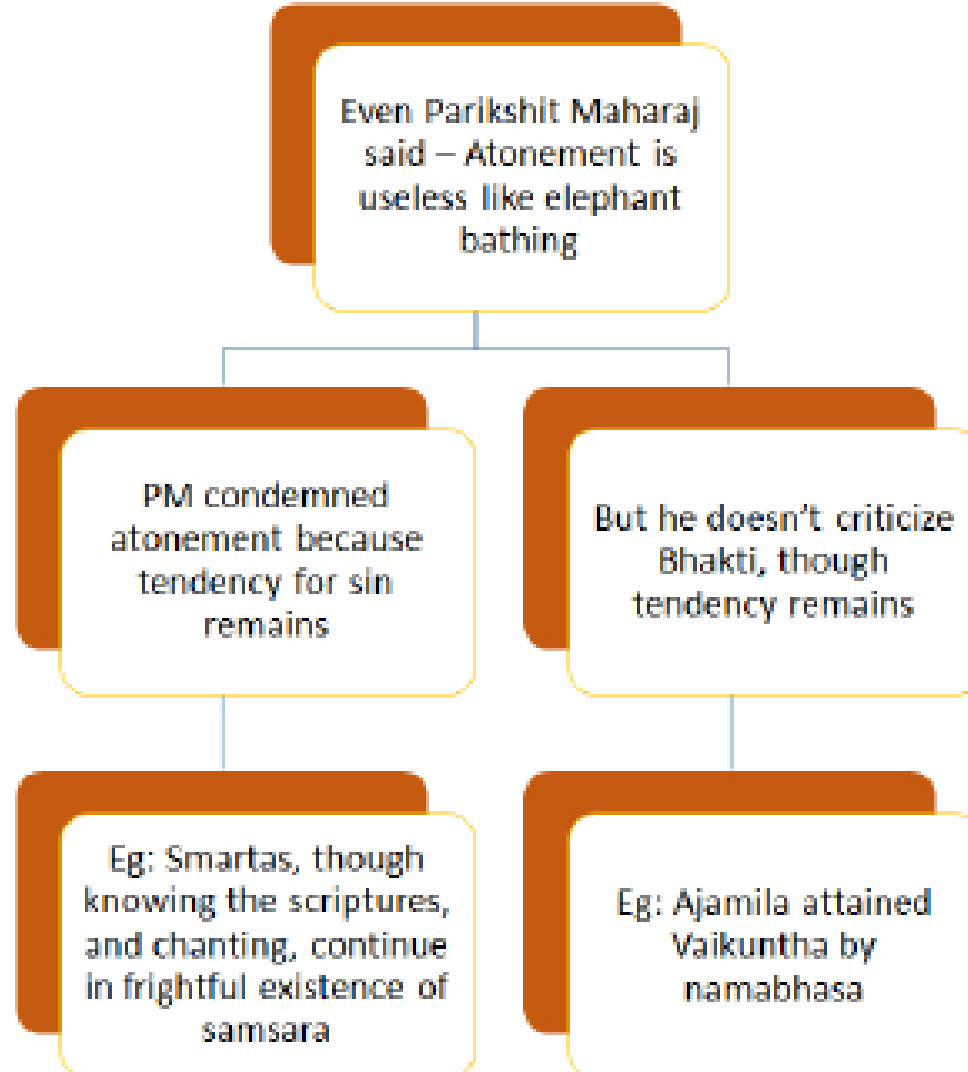 Even Parikshit Maharaj
said – Atonement is
useless like elephant
bathing
PM condemned
atonement because
tendency for sin
remains
But he doesn't criticize
Bhakti, though
tendency remains
Eg: Smartas, though
knowing the scriptures,
and chanting, continue
in frightful existence of
samsara
Eg: Ajamila attained
Vaikuntha by
namabhasa